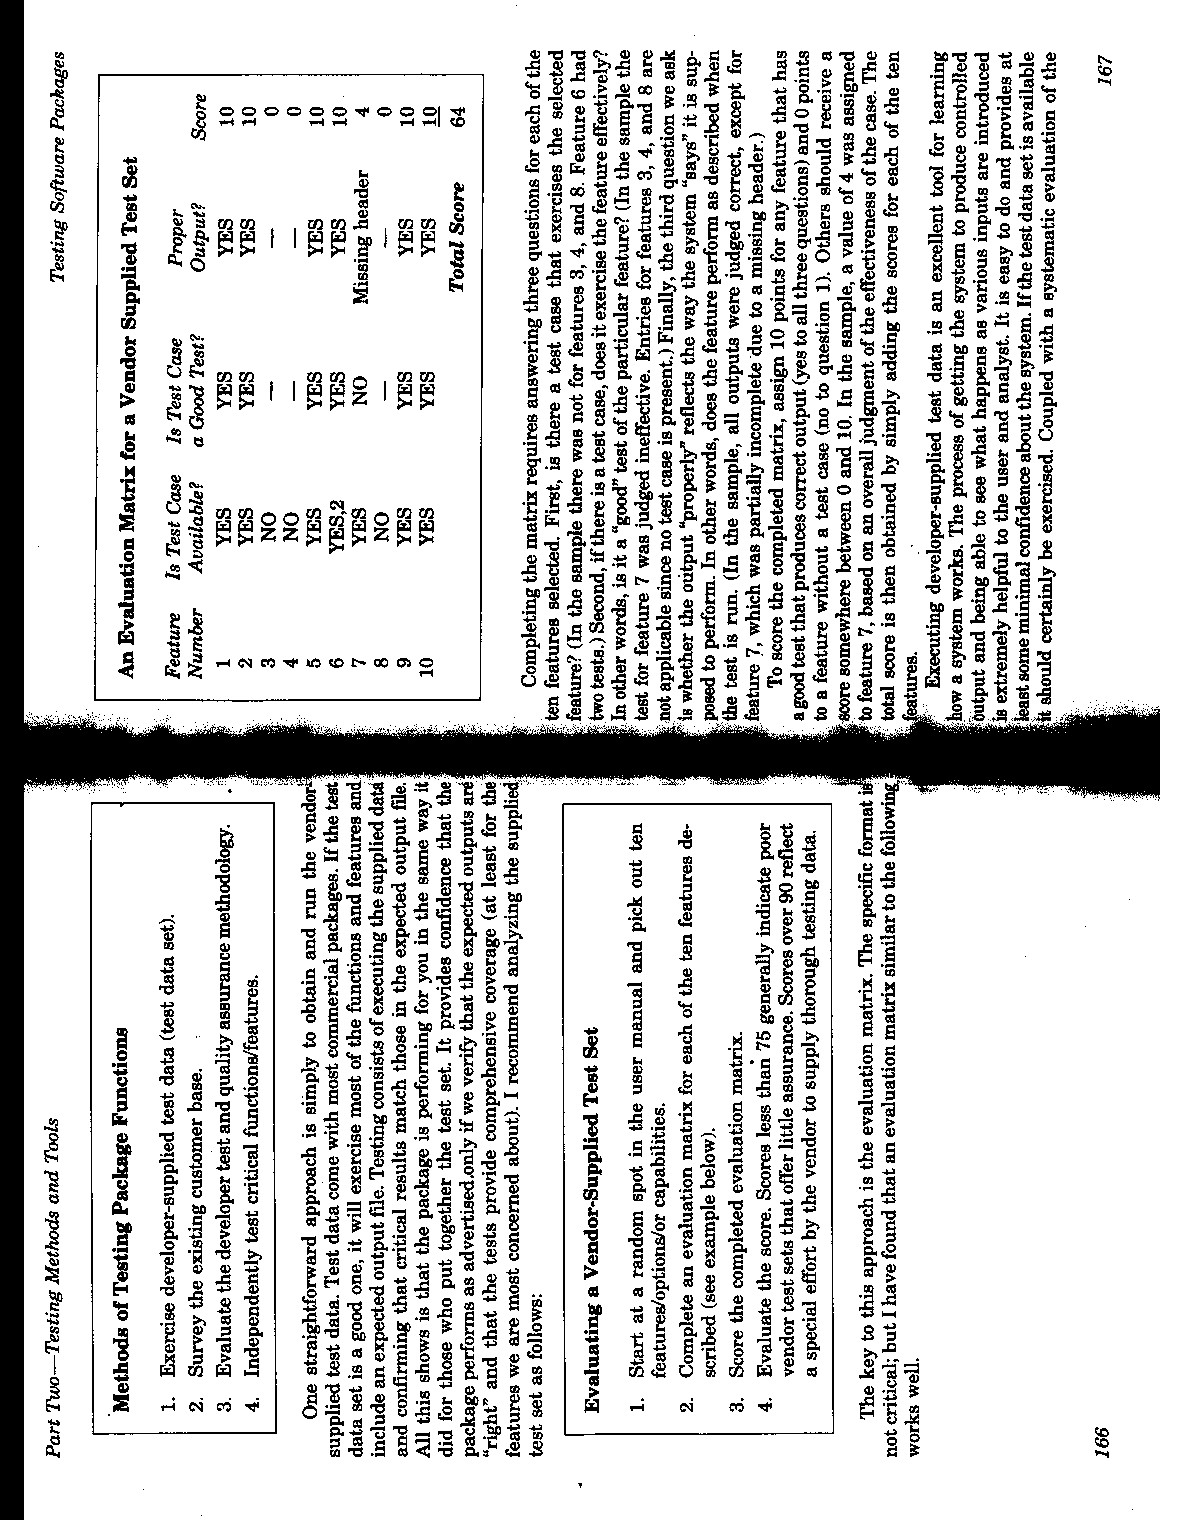 Part Two—Testing Methods and Tools
Methods of Testing Package Functions
1. Exercise developer-supplied test data (test data set).
2. Survey the existing customer base.
3. Evaluate the developer test and quality assurance methodology.
4. Independently test critical functions/features.
One straightforward approach is simply to obtain and run the vendor-
supplied test data. Test data come with most commercial packages. If the test
data set is a good one, it will exercise most of the functions and features and
include an expected output file. Testing consists of executing the supplied data
and confirming that critical results match those in the expected output file.
All this shows is that the package is performing for you in the same way it
did for those who put together the test set. It provides confidence that the
package performs as advertised only if we verify that the expected outputs are
"right" and that the tests provide comprehensive coverage (at least for the
features we are most concerned about). I recommend analyzing the supplied
test set as follows:
Evaluating a Vendor-Supplied Test Set
1. Start at a random spot in the user manual and pick out ten
features/options/or capabilities.
2. Complete an evaluation matrix for each of the ten features de-
scribed (see example below).
3. Score the completed evaluation matrix.
4. Evaluate the score. Scores less than 75 generally indicate poor
vendor test sets that offer little assurance. Scores over 90 reflect
a special effort by the vendor to supply thorough testing data.
The key to this approach is the evaluation matrix. The specific format is
not critical; but I have found that an evaluation matrix similar to the following
works well.
166
Testing Software Packages
An Evaluation Matrix for a Vendor Supplied Test Set
Feature Is Test Case Is Test Case Proper
Number Available? a Good Test? Output? Score
1 YES YES YES 10
2 YES YES YES 10
3 NO — — 0
4 NO — — 0
5 YES YES YES 10
6 YES,2 YES YES 10
7 YES NO Missing header 4
8 NO — — 0
9 YES YES YES 10
10 YES YES YES 10
Total Score 64
Completing the matrix requires answering three questions for each of the
ten features selected. First, is there a test case that exercises the selected
feature? (In the sample there was not for features 3, 4, and 8. Feature 6 had
two tests.) Second, if there is a test case, does it exercise the feature effectively?
In other words, is it a "good" test of the particular feature? (In the sample the
test for feature 7 was judged ineffective. Entries for features 3, 4, and 8 are
not applicable since no test case is present.) Finally, the third question we ask
is whether the output "properly" reflects the way the system "says" it is sup-
posed to perform. In other words, does the feature perform as described when
the test is run. (In the sample, all outputs were judged correct, except for
feature 7, which was partially incomplete due to a missing header.)
To score the completed matrix, assign 10 points for any feature that has
a good test that produces correct output (yes to all three questions) and 0 points
to a feature without a test case (no to question 1). Others should receive a
score somewhere between 0 and 10. In the sample, a value of 4 was assigned
to feature 7, based on an overall judgment of the effectiveness of the case. The
total score is then obtained by simply adding the scores for each of the ten
features.
Executing developer-supplied test data is an excellent tool for learning
how a system works. The process of getting the system to produce controlled
output and being able to see what happens as various inputs are introduced
is extremely helpful to the user and analyst. It is easy to do and provides at
least some minimal confidence about the system. If the test data set is available
it should certainly be exercised. Coupled with a systematic evaluation of the
167